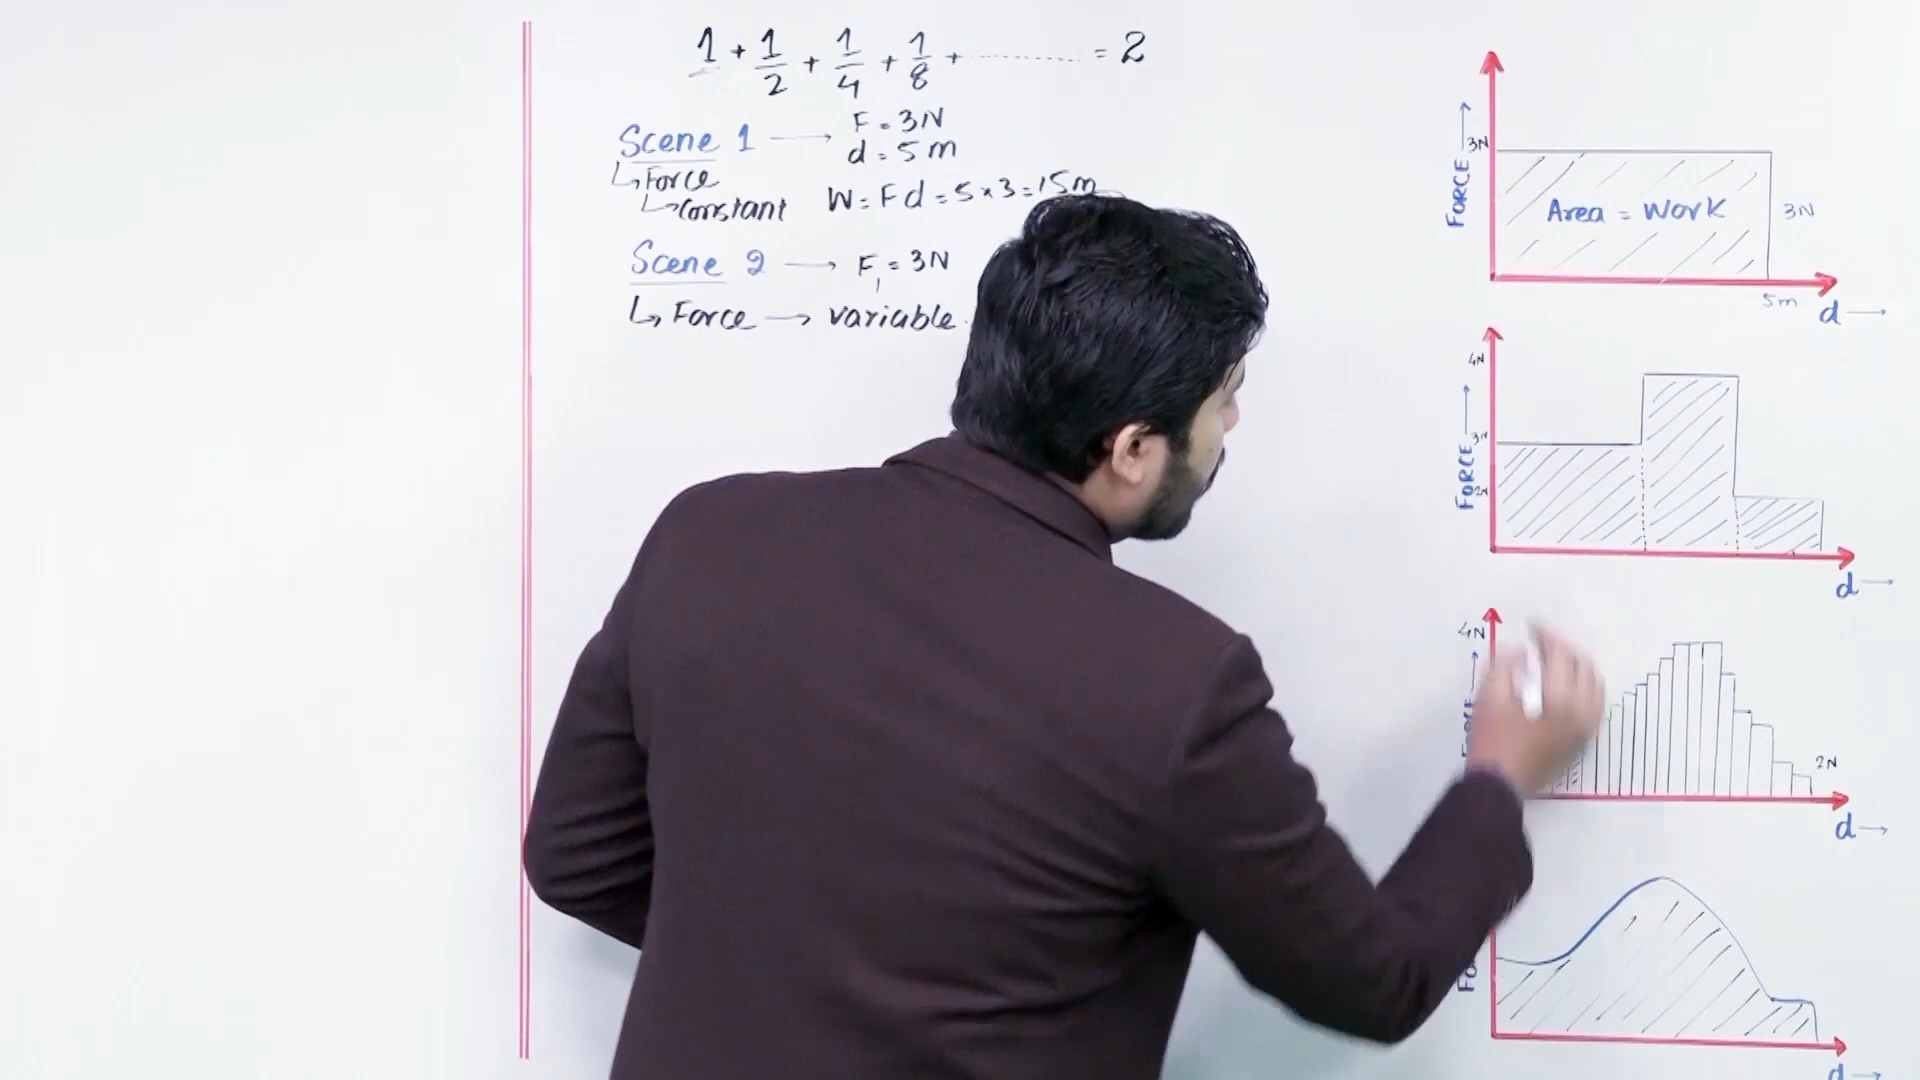 1 + 1/2 + 1/4 + 1/8 + ............ = 2
Scene 1 → F = 3N
d = 5m
↳ Force
↳ Constant
W = Fd = 5 × 3 = 15m
Scene 2 → F₁ = 3N
↳ Force → variable.
FORCE →
3N
Area = Work
3N
5m
d →
FORCE →
4N
3N
2N
d →
4N
FORCE →
2N
d →
d →